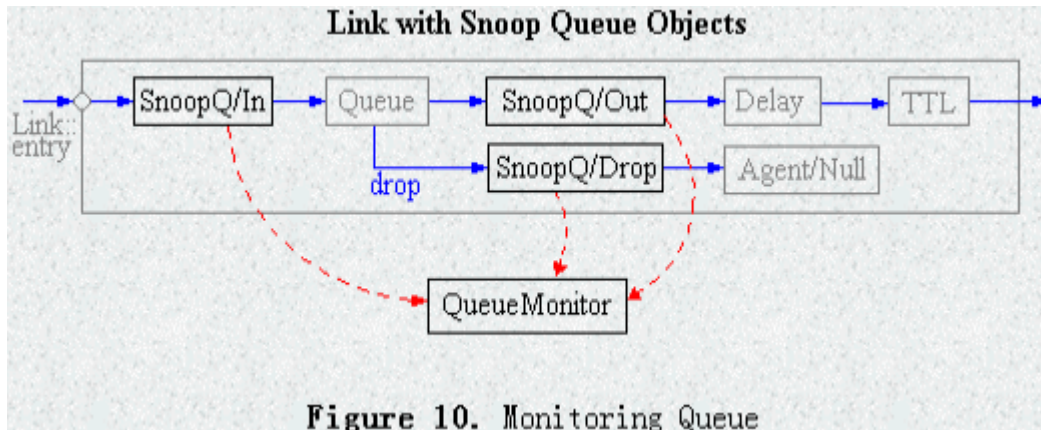 Link with Snoop Queue Objects
SnoopQ/In
Queue
SnoopQ/Out
Delay
TTL
Link::
entry
drop
SnoopQ/Drop
Agent/Null
QueueMonitor
Figure 10. Monitoring Queue